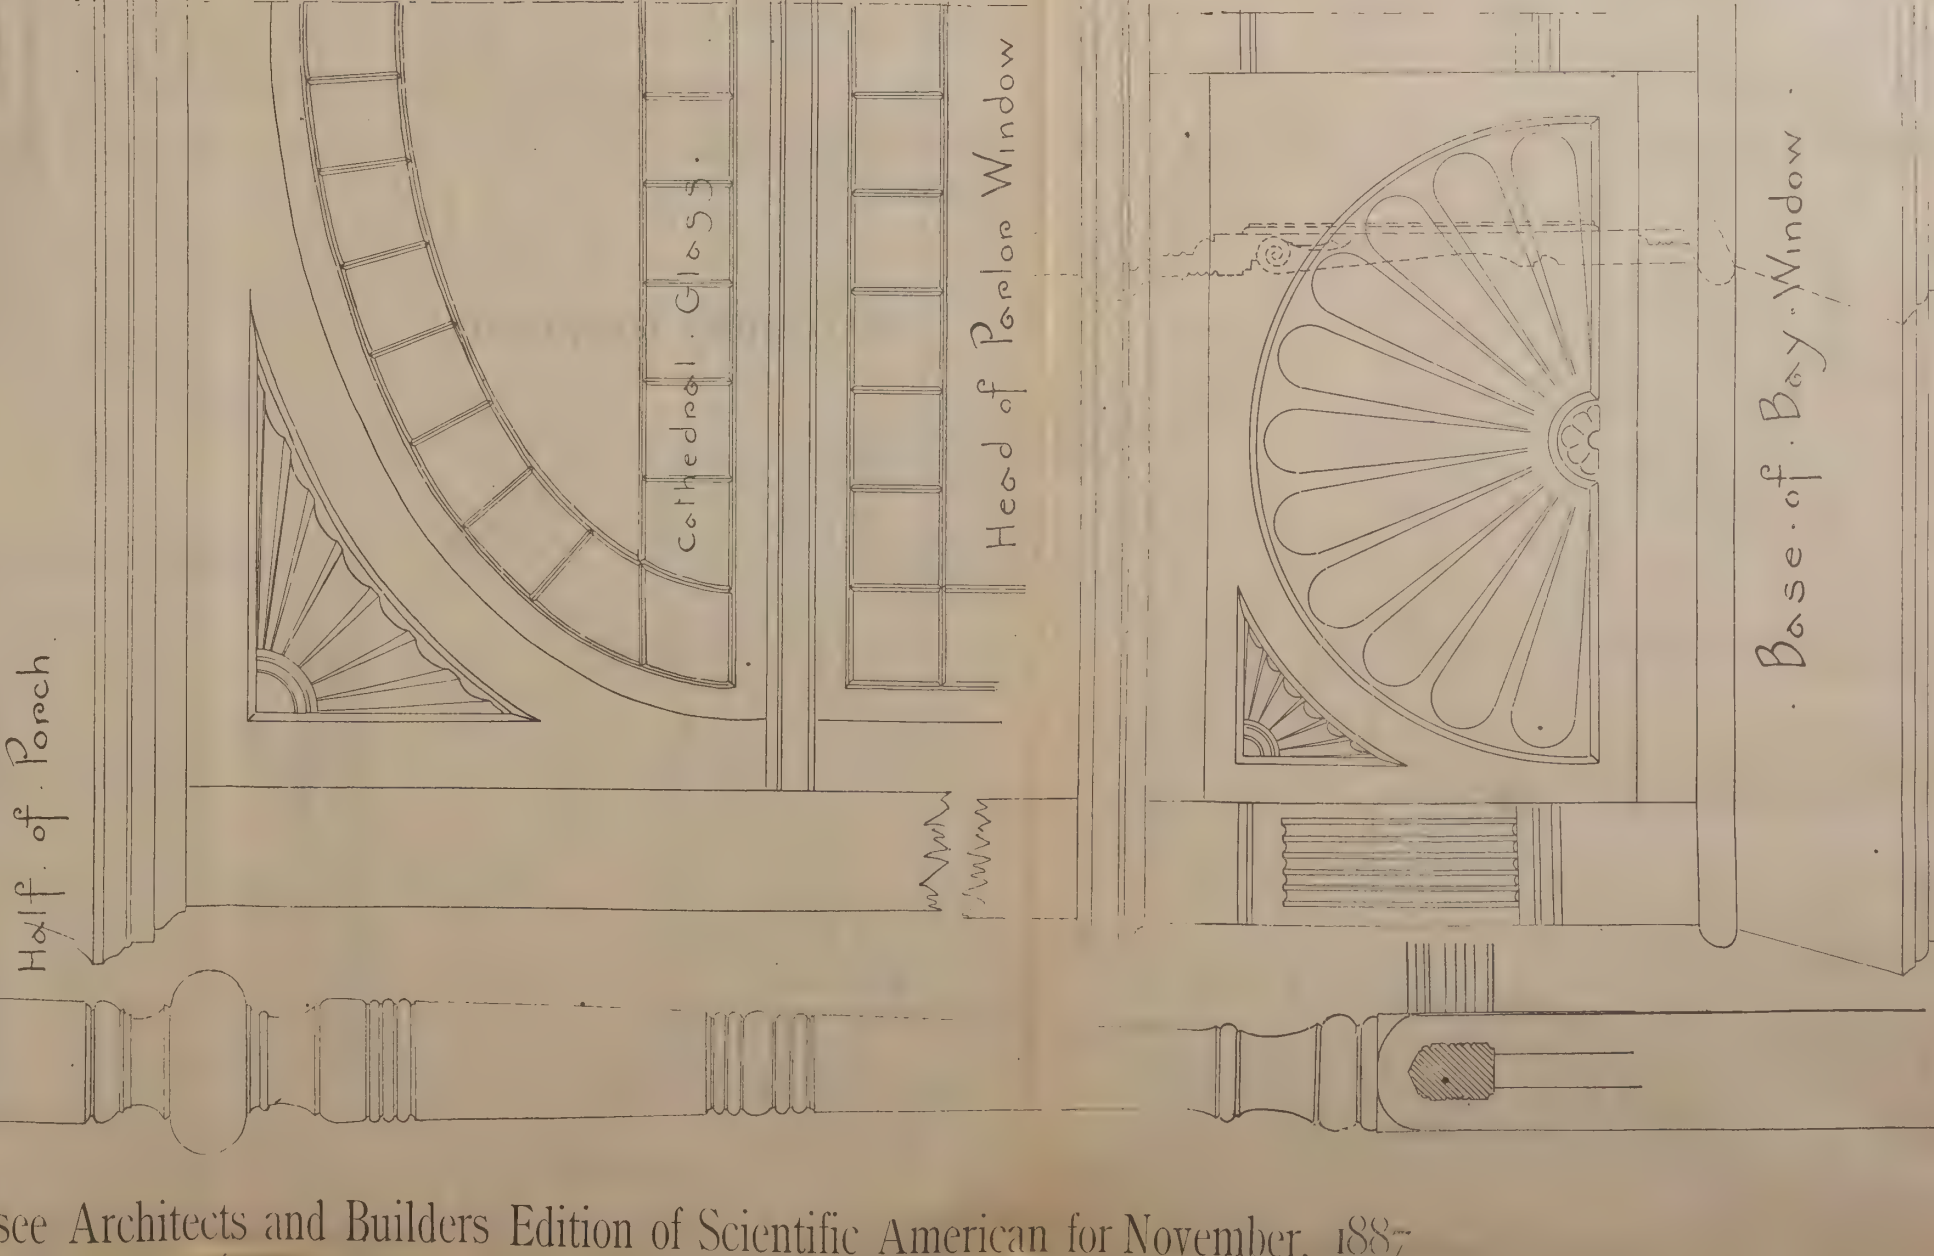 Half. of. Porch
Cathedral. Glass.
Head of Parlor Window
. Base. of. Bay. Window.
see Architects and Builders Edition of Scientific American for November, 1887